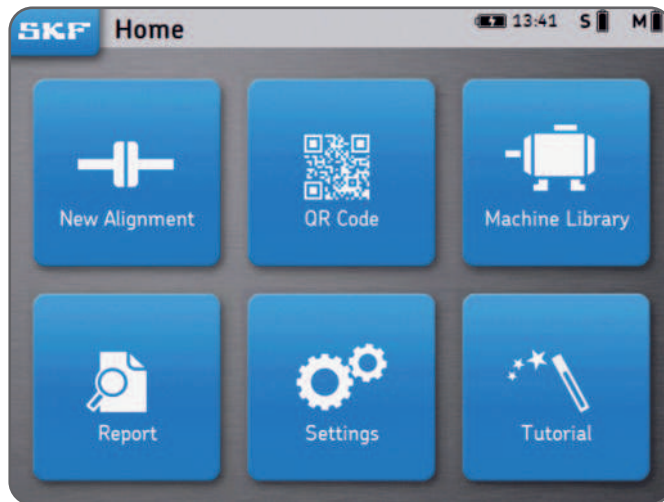 SKF Home 13:41 S M
New Alignment QR Code Machine Library
Report Settings Tutorial